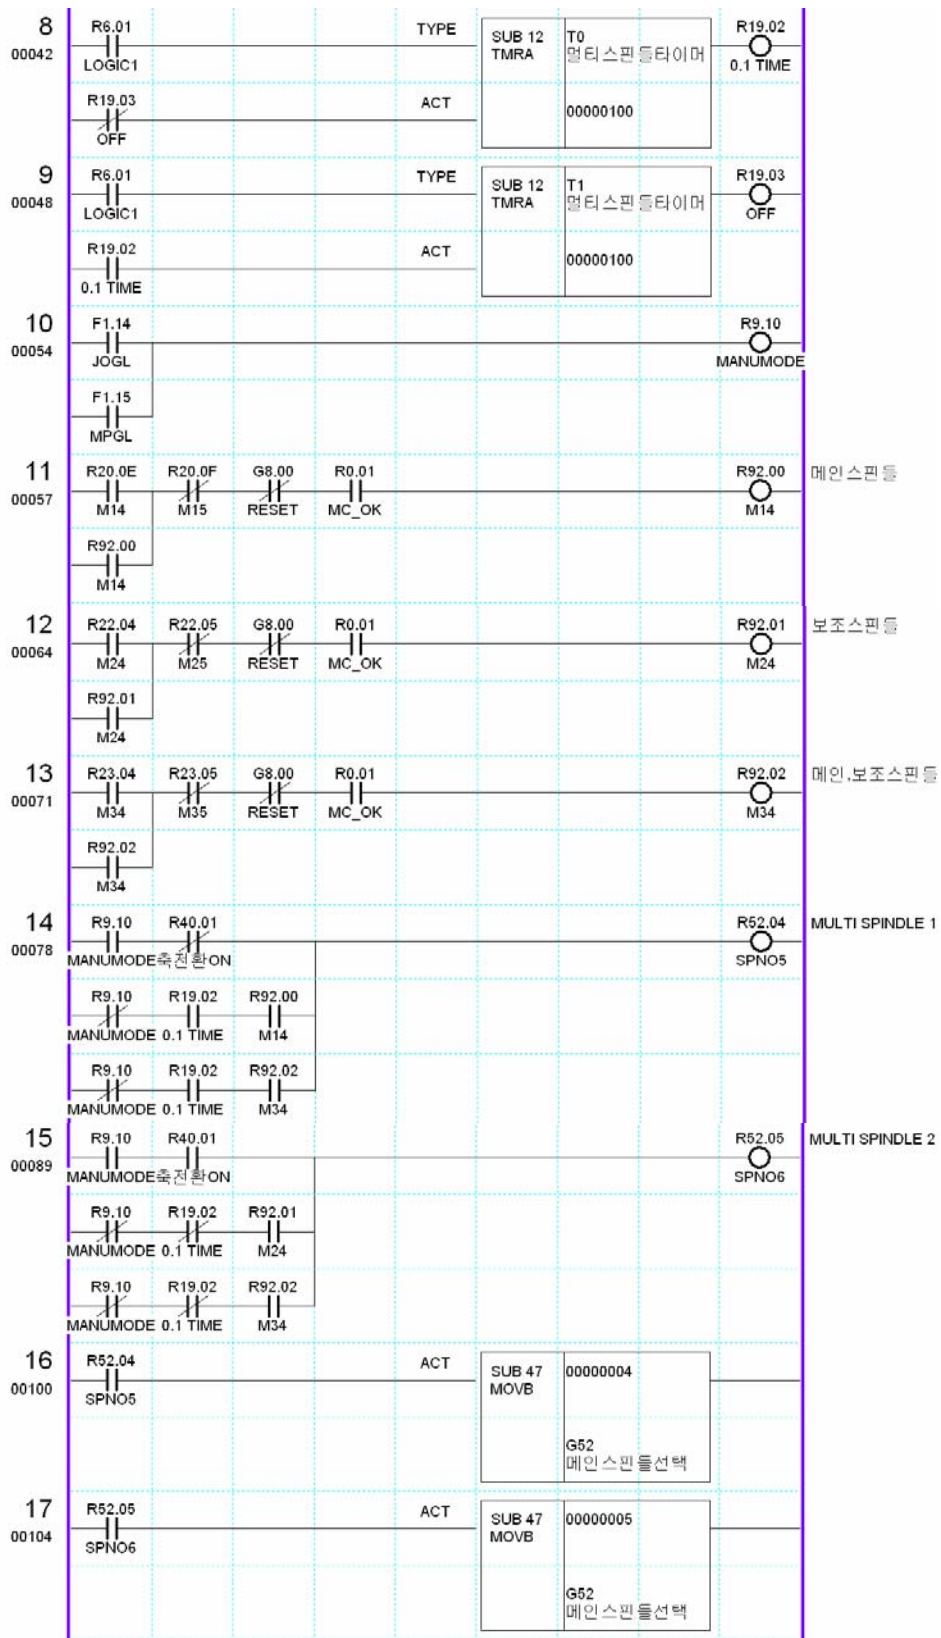 8
00042
R6.01
LOGIC1
TYPE
SUB 12
TMRA
T0
멀티스핀들타이머
00000100
R19.02
0.1 TIME
R19.03
OFF
ACT
9
00048
R6.01
LOGIC1
TYPE
SUB 12
TMRA
T1
멀티스핀들타이머
00000100
R19.03
OFF
R19.02
0.1 TIME
ACT
10
00054
F1.14
JOGL
R9.10
MANUMODE
F1.15
MPGL
11
00057
R20.0E R20.0F G8.00 R0.01 R92.00 메인스핀들
M14 M15 RESET MC_OK M14
R92.00
M14
12
00064
R22.04 R22.05 G8.00 R0.01 R92.01 보조스핀들
M24 M25 RESET MC_OK M24
R92.01
M24
13
00071
R23.04 R23.05 G8.00 R0.01 R92.02 메인,보조스핀들
M34 M35 RESET MC_OK M34
R92.02
M34
14
00078
R9.10 R40.01 R52.04 MULTI SPINDLE 1
MANUMODE 축전환ON SPNO5
R9.10 R19.02 R92.00
MANUMODE 0.1 TIME M14
R9.10 R19.02 R92.02
MANUMODE 0.1 TIME M34
15
00089
R9.10 R40.01 R52.05 MULTI SPINDLE 2
MANUMODE 축전환ON SPNO6
R9.10 R19.02 R92.01
MANUMODE 0.1 TIME M24
R9.10 R19.02 R92.02
MANUMODE 0.1 TIME M34
16
00100
R52.04
SPNO5
ACT
SUB 47
MOVB
00000004
G52
메인스핀들선택
17
00104
R52.05
SPNO6
ACT
SUB 47
MOVB
00000005
G52
메인스핀들선택